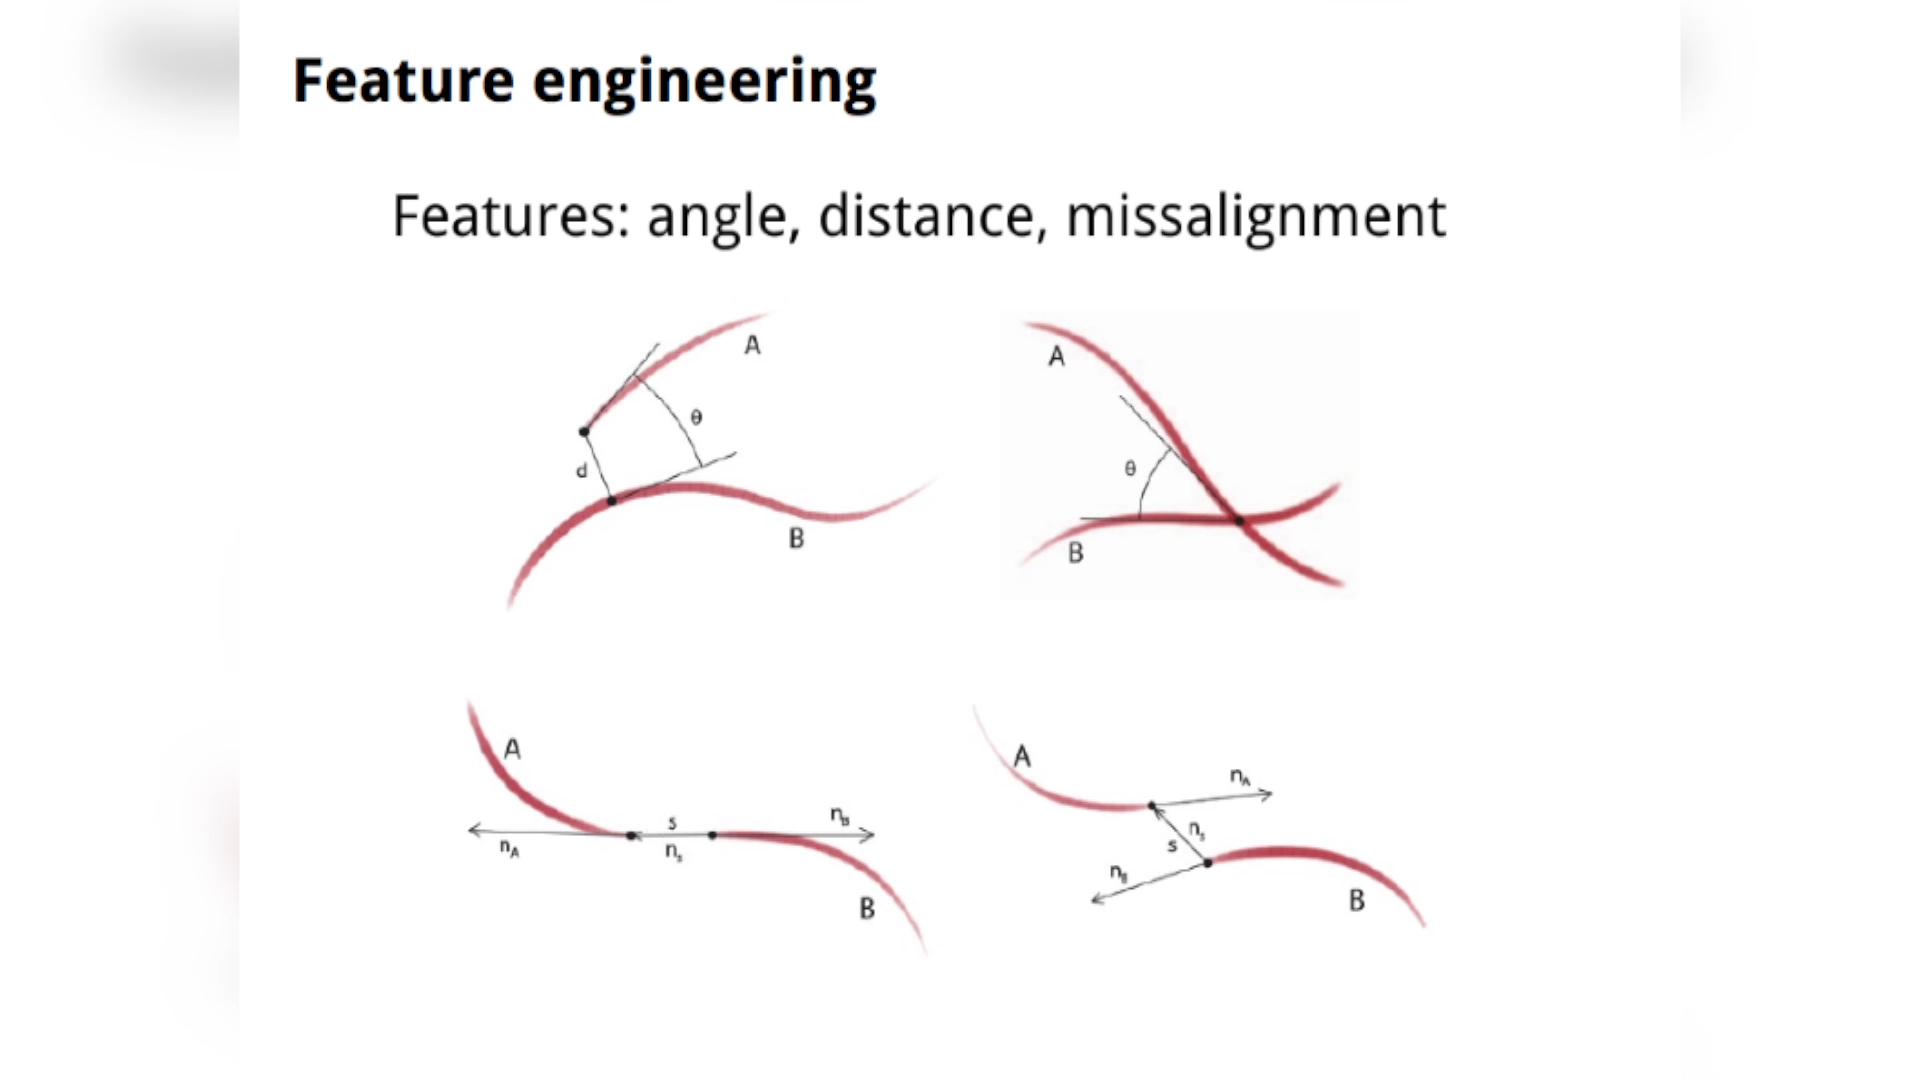 Feature engineering
Features: angle, distance, missalignment
A
θ
d
B
A
θ
B
A
s
n_B
n_A
n_s
B
A
n_A
n_s
s
n_B
B